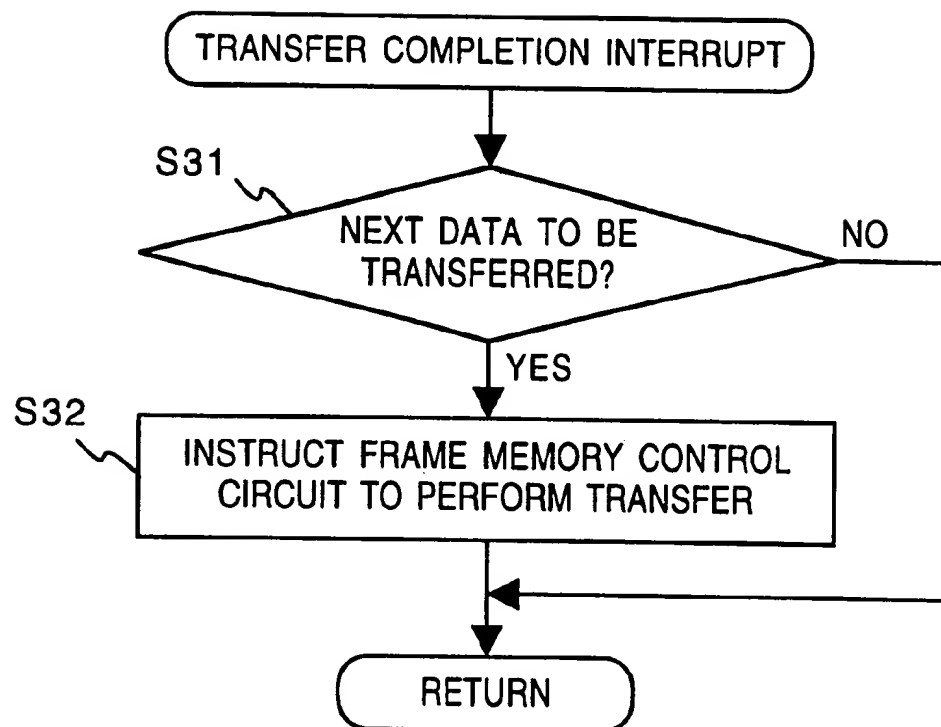 TRANSFER COMPLETION INTERRUPT
S31
NEXT DATA TO BE
TRANSFERRED?
NO
YES
S32
INSTRUCT FRAME MEMORY CONTROL
CIRCUIT TO PERFORM TRANSFER
RETURN